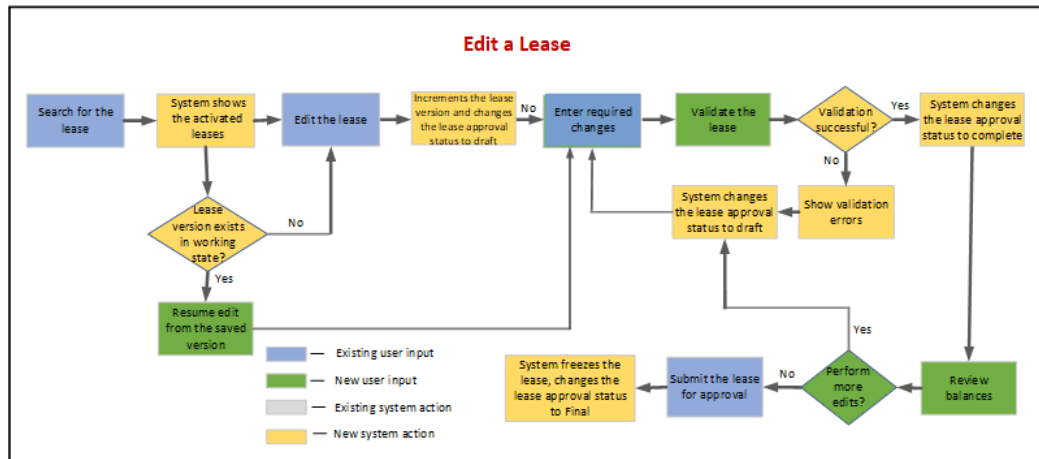 Edit a Lease
Search for the
lease
System shows
the activated
leases
Edit the lease
Increments the lease
version and changes
the lease approval
status to draft
No
Enter required
changes
Validate the
lease
Validation
successful?
Yes
System changes
the lease approval
status to complete
No
Lease
version exists
in working
state?
No
System changes
the lease approval
status to draft
Show validation
errors
Yes
Resume edit
from the saved
version
Yes
Existing user input
New user input
Existing system action
New system action
System freezes the
lease, changes the
lease approval status
to Final
Submit the lease
for approval
No
Perform
more
edits?
Review
balances